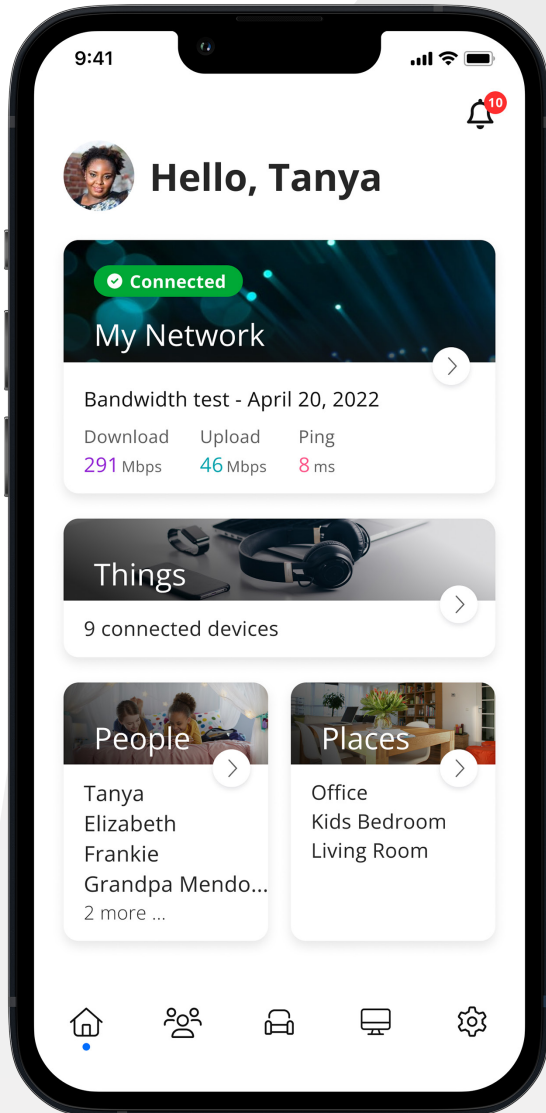 9:41
10
Hello, Tanya
Connected
My Network
Bandwidth test - April 20, 2022
Download Upload Ping
291 Mbps 46 Mbps 8 ms
Things
9 connected devices
People
Tanya
Elizabeth
Frankie
Grandpa Mendo...
2 more ...
Places
Office
Kids Bedroom
Living Room